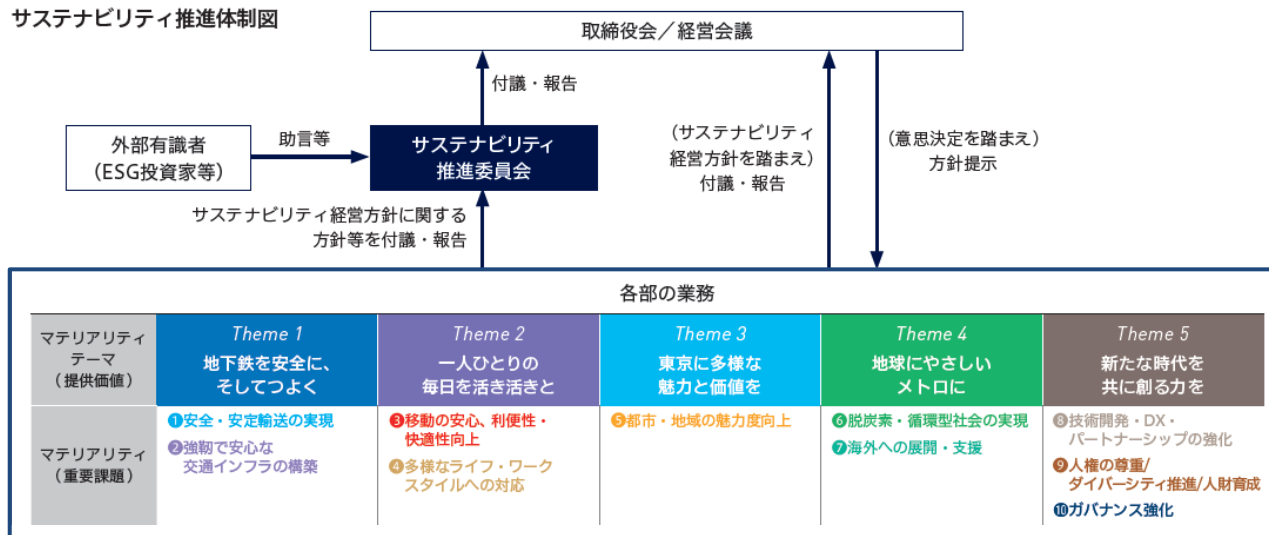 サステナビリティ推進体制図
取締役会／経営会議
付議・報告
外部有識者
（ESG投資家等）
助言等
サステナビリティ
推進委員会
（サステナビリティ
経営方針を踏まえ）
付議・報告
（意思決定を踏まえ）
方針提示
サステナビリティ経営方針に関する
方針等を付議・報告
各部の業務
マテリアリティ
テーマ
（提供価値）
Theme 1
地下鉄を安全に、
そしてつよく
Theme 2
一人ひとりの
毎日を活き活きと
Theme 3
東京に多様な
魅力と価値を
Theme 4
地球にやさしい
メトロに
Theme 5
新たな時代を
共に創る力を
マテリアリティ
（重要課題）
❶安全・安定輸送の実現
❷強靭で安心な
交通インフラの構築
❸移動の安心、利便性・
快適性向上
❹多様なライフ・ワーク
スタイルへの対応
❺都市・地域の魅力度向上
❻脱炭素・循環型社会の実現
❼海外への展開・支援
❽技術開発・DX・
パートナーシップの強化
❾人権の尊重/
ダイバーシティ推進/人財育成
❿ガバナンス強化